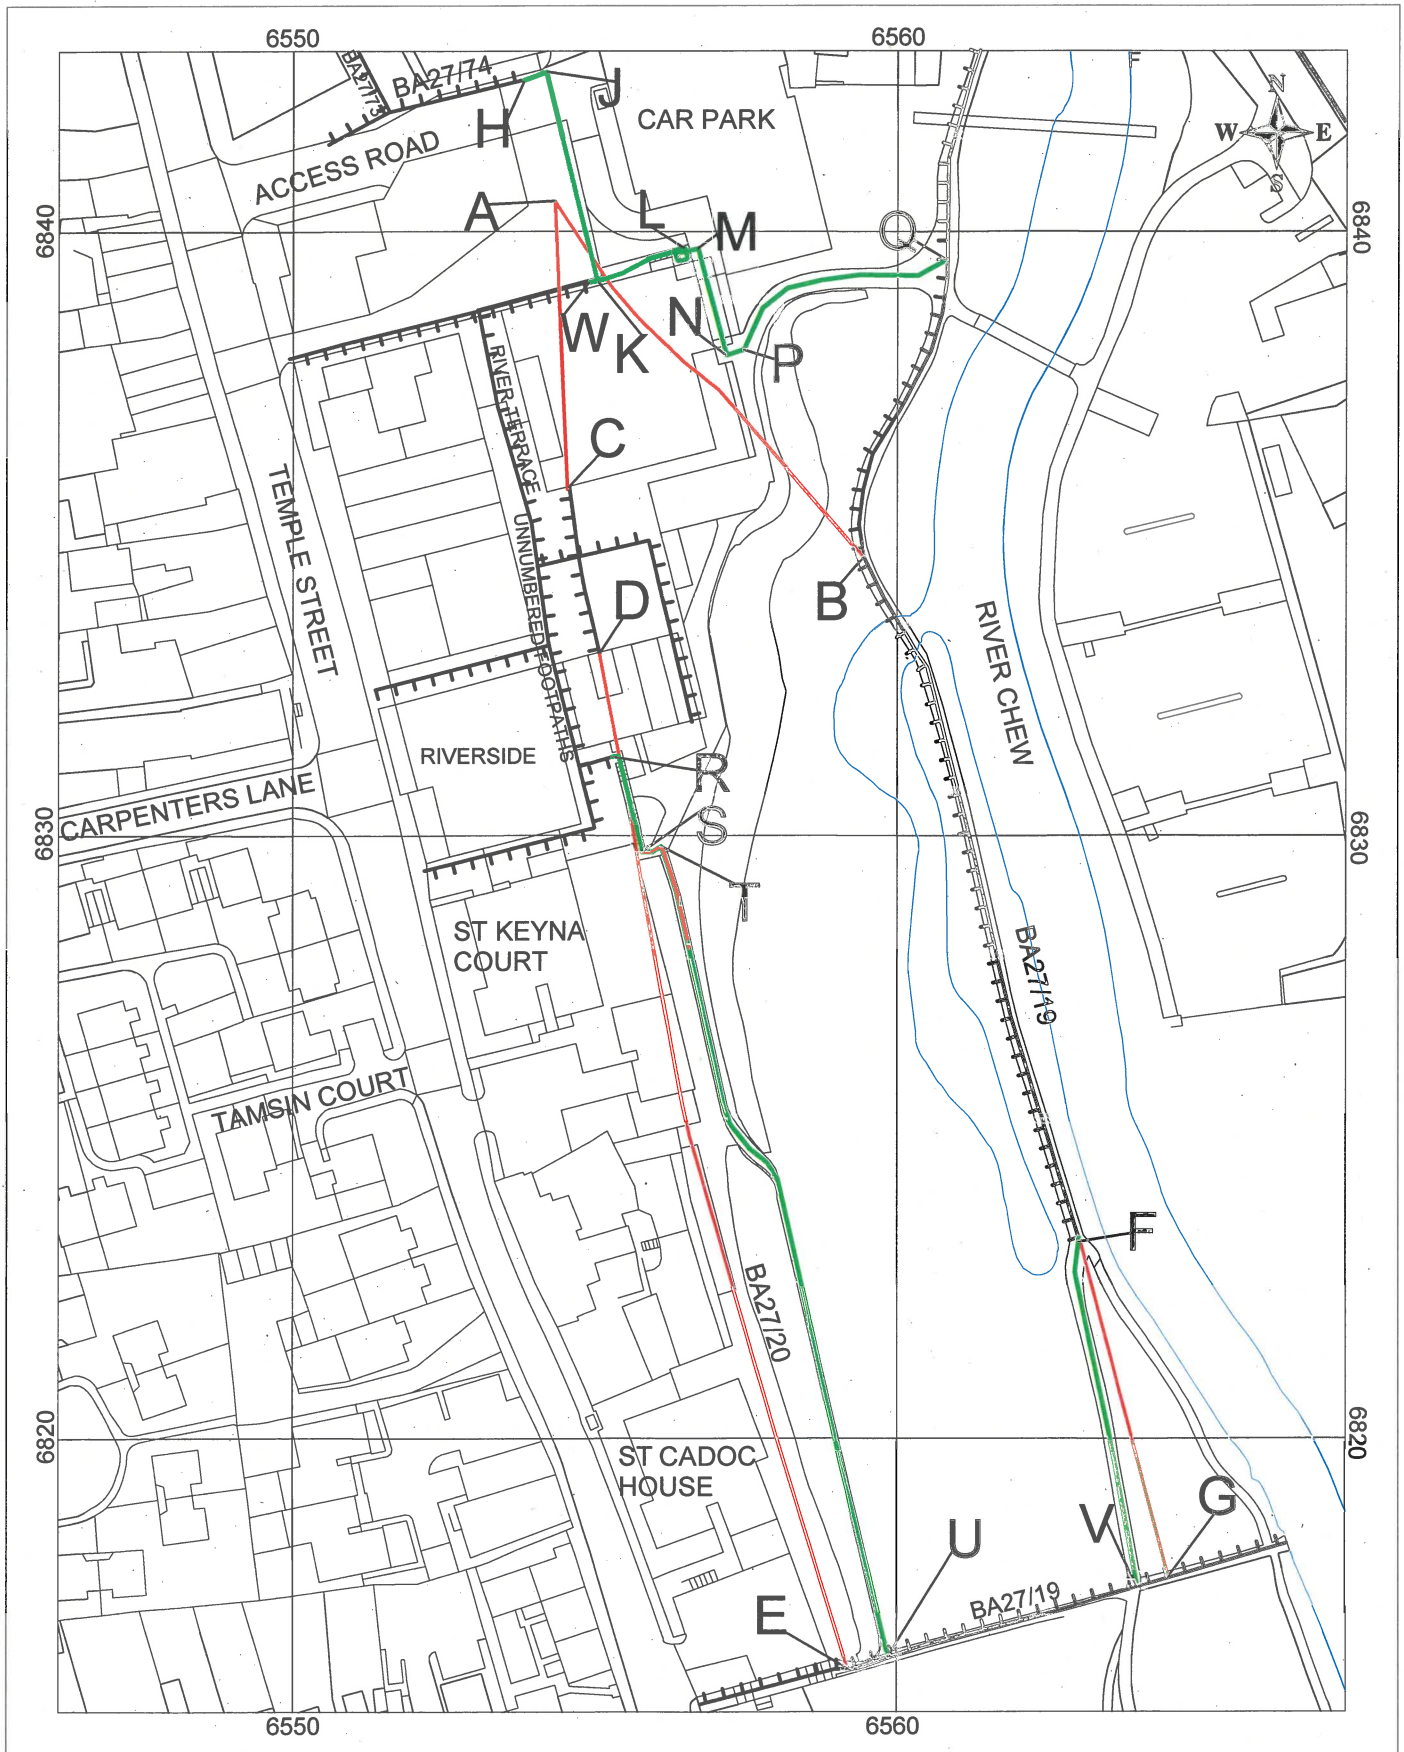 6550
6560
BA27/73
BA27/74
J
H
CAR PARK
N
W
E
S
ACCESS ROAD
A
L
M
O
6840
6840
W
K
N
P
RIVER TERRACE
C
TEMPLE STREET
UNNUMBERED FOOTPATHS
D
B
RIVER CHEW
RIVERSIDE
R
CARPENTERS LANE
S
6830
6830
T
ST KEYNA
COURT
BA27/19
TAMSIN COURT
F
BA27/20
6820
6820
ST CADOC
HOUSE
G
V
U
BA27/19
E
6550
6560